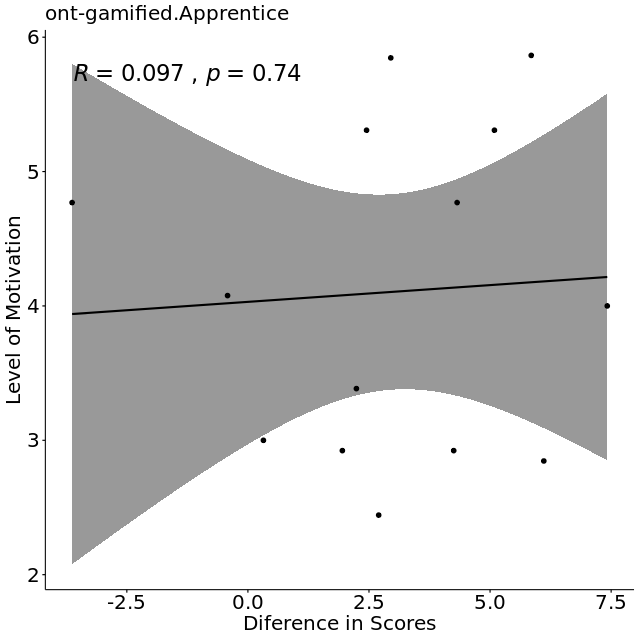 ont-gamified.Apprentice
R = 0.097 , p = 0.74
6
5
4
3
2
Level of Motivation
-2.5 0.0 2.5 5.0 7.5
Diference in Scores